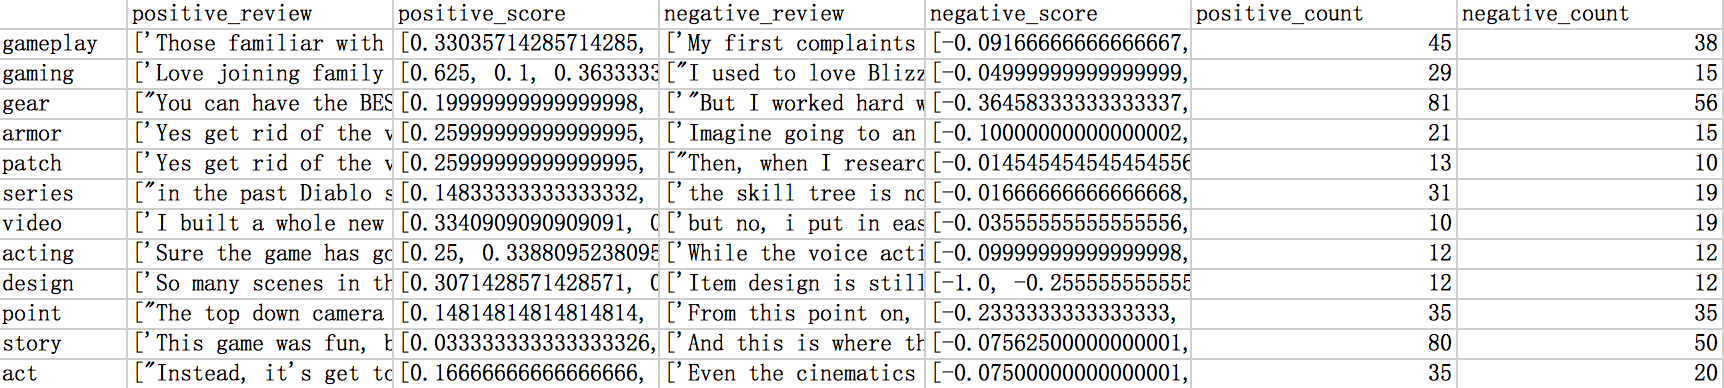 positive_review positive_score negative_review negative_score positive_count negative_count
gameplay ['Those familiar with [0.33035714285714285, ['My first complaints [-0.09166666666666667, 45 38
gaming ['Love joining family [0.625, 0.1, 0.3633333 ["I used to love Blizz [-0.04999999999999999, 29 15
gear ["You can have the BES [0.19999999999999998, ['"But I worked hard w [-0.36458333333333337, 81 56
armor ['Yes get rid of the v [0.25999999999999995, ['Imagine going to an [-0.10000000000000002, 21 15
patch ['Yes get rid of the v [0.25999999999999995, ["Then, when I researc [-0.014545454545454556 13 10
series ["in the past Diablo s [0.14833333333333332, ['the skill tree is no [-0.01666666666666668, 31 19
video ['I built a whole new [0.3340909090909091, 0 ['but no, i put in eas [-0.03555555555555556, 10 19
acting ['Sure the game has go [0.25, 0.3388095238095 ['While the voice acti [-0.09999999999999998, 12 12
design ['So many scenes in th [0.3071428571428571, 0 ['Item design is still [-1.0, -0.255555555555 12 12
point ["The top down camera [0.14814814814814814, ['From this point on, [-0.2333333333333333, 35 35
story ['This game was fun, b [0.033333333333333326, ['And this is where th [-0.07562500000000001, 80 50
act ["Instead, it's get to [0.16666666666666666, ['Even the cinematics [-0.07500000000000001, 35 20